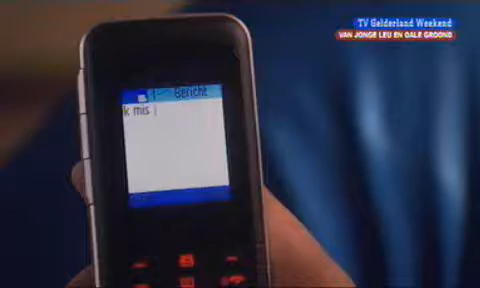 TV Gelderland Weekend
VAN JONGE LEU EN OALE GROOND
Bericht
k mis